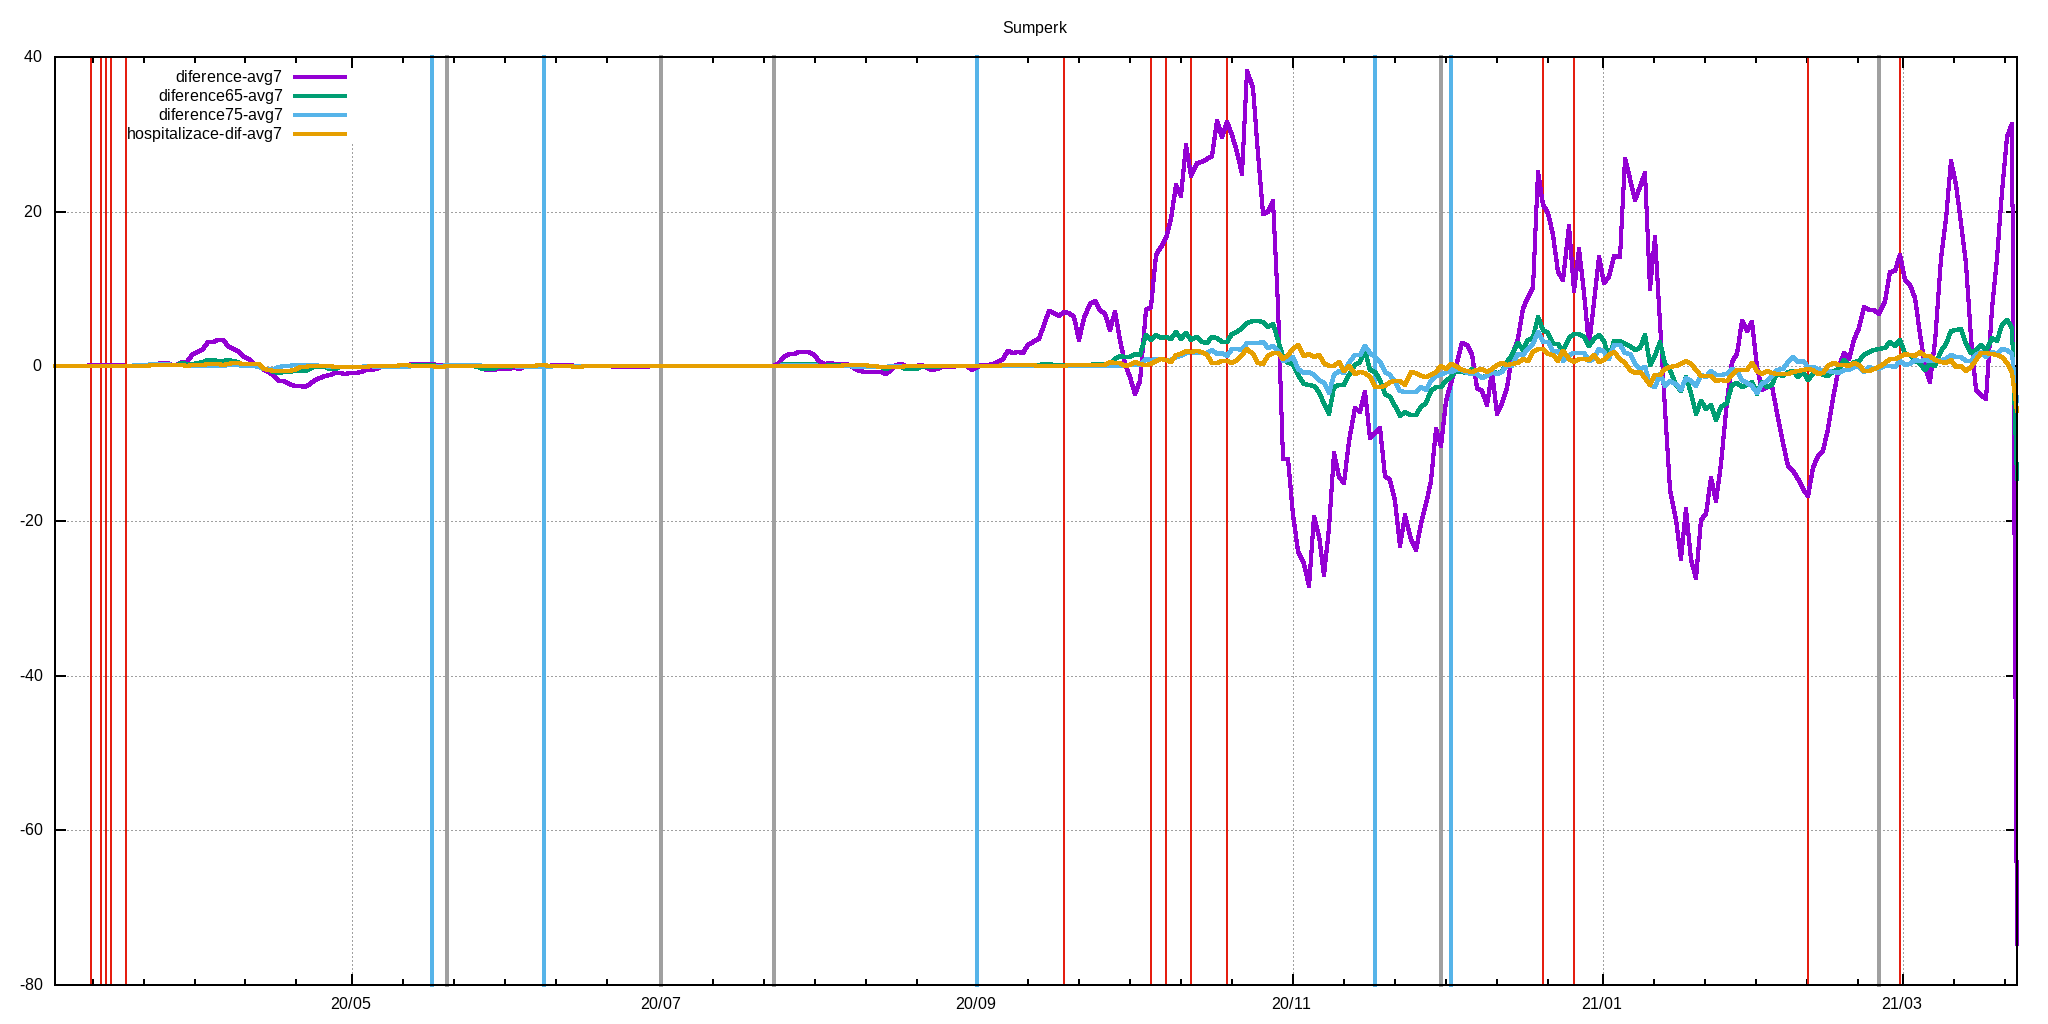 Sumperk
40
20
0
-20
-40
-60
-80
diference-avg7
diference65-avg7
diference75-avg7
hospitalizace-dif-avg7
20/05 20/07 20/09 20/11 21/01 21/03